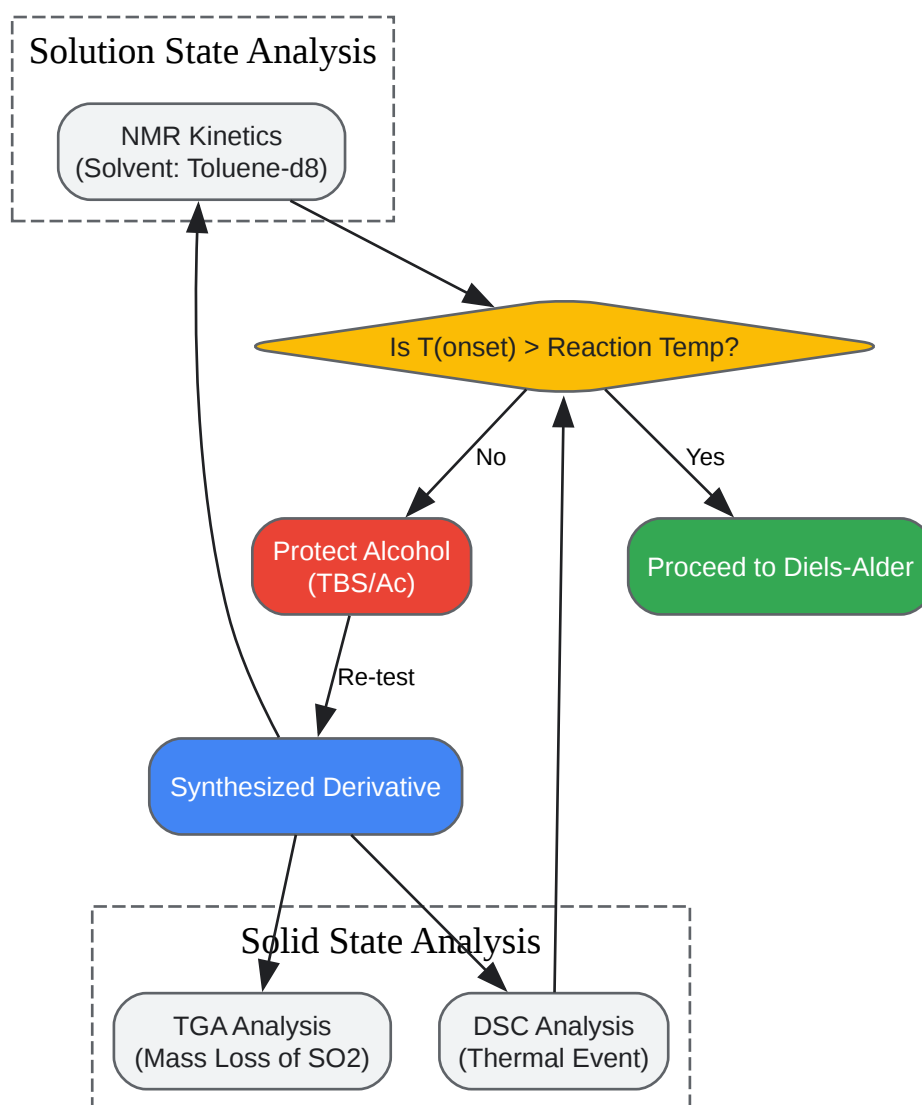 Solution State Analysis
NMR Kinetics
(Solvent: Toluene-d8)
Is T(onset) > Reaction Temp?
No
Yes
Protect Alcohol
(TBS/Ac)
Proceed to Diels-Alder
Re-test
Synthesized Derivative
Solid State Analysis
TGA Analysis
(Mass Loss of SO2)
DSC Analysis
(Thermal Event)